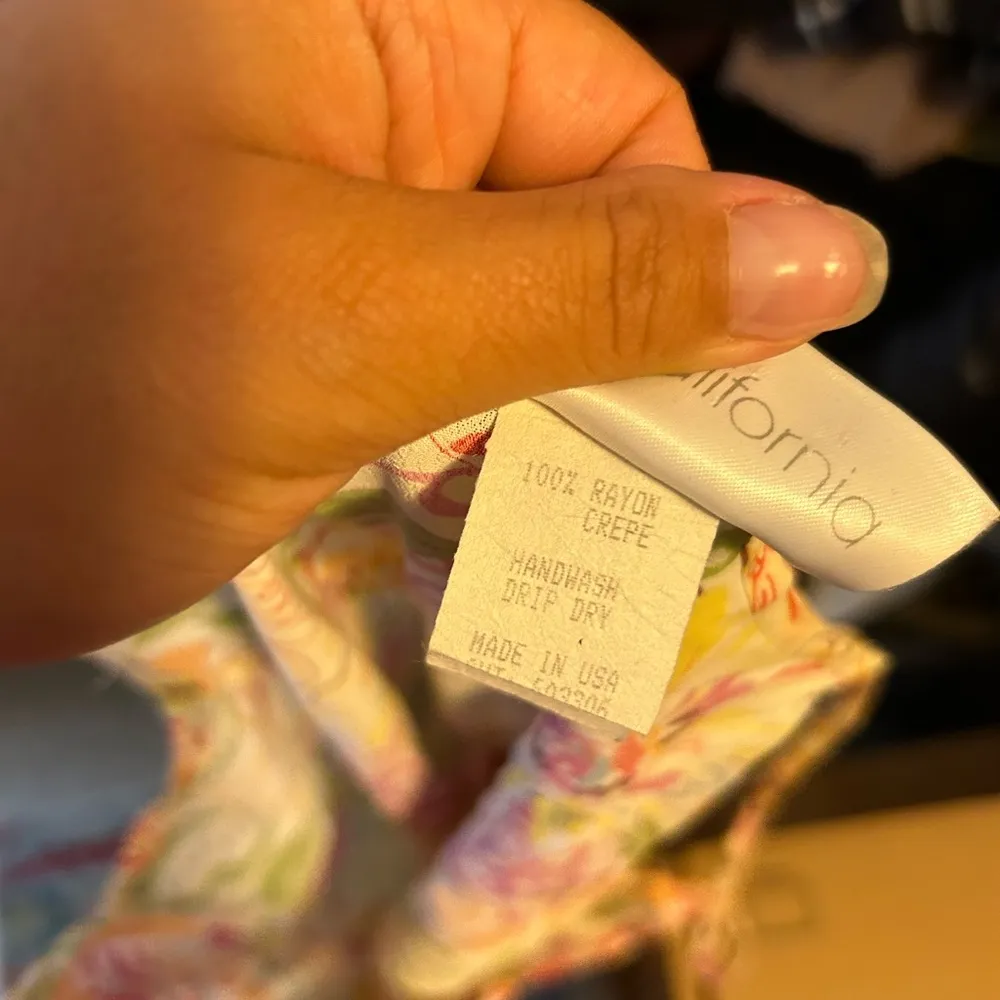 lifornia
100% RAYON
CREPE
HANDWASH
DRIP DRY
MADE IN USA